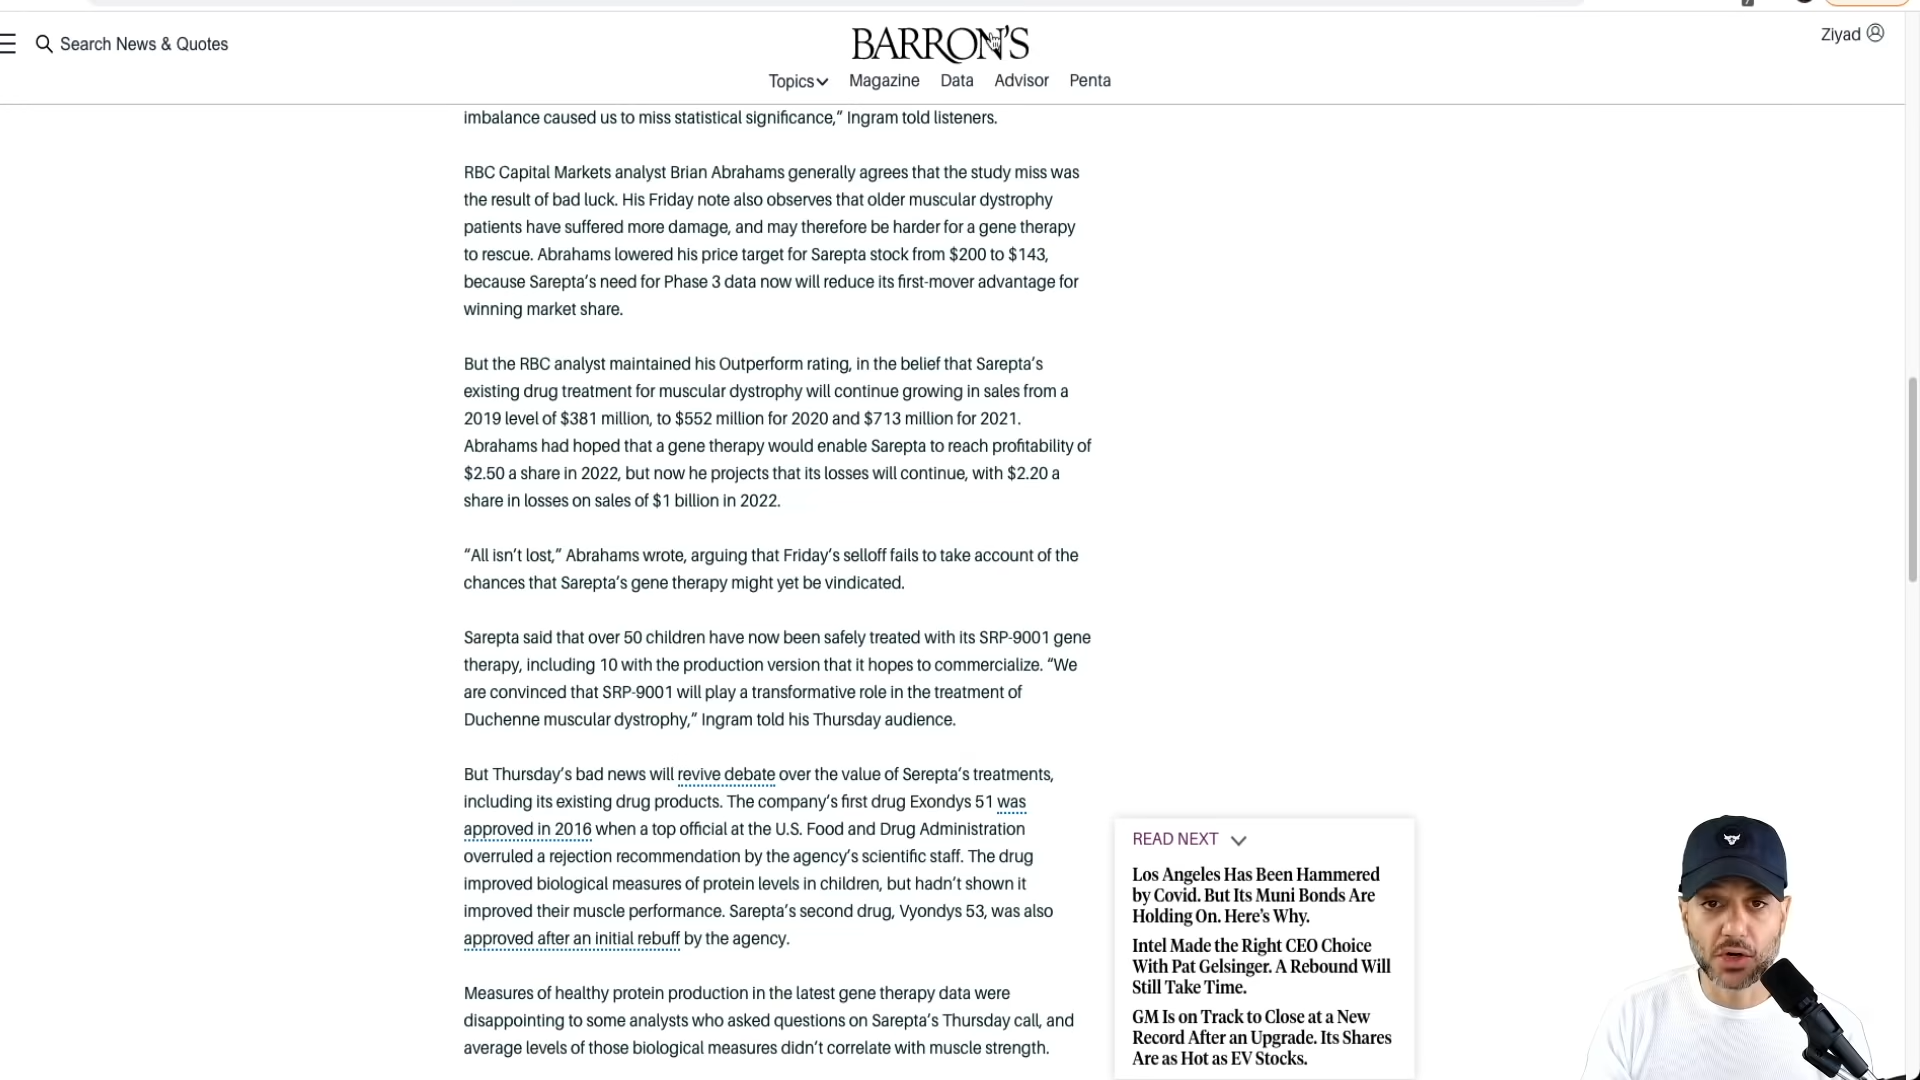 Search News & Quotes
BARRON'S
Ziyad
Topics Magazine Data Advisor Penta
imbalance caused us to miss statistical significance,” Ingram told listeners.
RBC Capital Markets analyst Brian Abrahams generally agrees that the study miss was
the result of bad luck. His Friday note also observes that older muscular dystrophy
patients have suffered more damage, and may therefore be harder for a gene therapy
to rescue. Abrahams lowered his price target for Sarepta stock from $200 to $143,
because Sarepta’s need for Phase 3 data now will reduce its first-mover advantage for
winning market share.
But the RBC analyst maintained his Outperform rating, in the belief that Sarepta’s
existing drug treatment for muscular dystrophy will continue growing in sales from a
2019 level of $381 million, to $552 million for 2020 and $713 million for 2021.
Abrahams had hoped that a gene therapy would enable Sarepta to reach profitability of
$2.50 a share in 2022, but now he projects that its losses will continue, with $2.20 a
share in losses on sales of $1 billion in 2022.
“All isn’t lost,” Abrahams wrote, arguing that Friday’s selloff fails to take account of the
chances that Sarepta’s gene therapy might yet be vindicated.
Sarepta said that over 50 children have now been safely treated with its SRP-9001 gene
therapy, including 10 with the production version that it hopes to commercialize. “We
are convinced that SRP-9001 will play a transformative role in the treatment of
Duchenne muscular dystrophy,” Ingram told his Thursday audience.
But Thursday’s bad news will revive debate over the value of Serepta’s treatments,
including its existing drug products. The company’s first drug Exondys 51 was
approved in 2016 when a top official at the U.S. Food and Drug Administration
overruled a rejection recommendation by the agency’s scientific staff. The drug
improved biological measures of protein levels in children, but hadn’t shown it
improved their muscle performance. Sarepta’s second drug, Vyondys 53, was also
approved after an initial rebuff by the agency.
Measures of healthy protein production in the latest gene therapy data were
disappointing to some analysts who asked questions on Sarepta’s Thursday call, and
average levels of those biological measures didn’t correlate with muscle strength.
READ NEXT
Los Angeles Has Been Hammered
by Covid. But Its Muni Bonds Are
Holding On. Here’s Why.
Intel Made the Right CEO Choice
With Pat Gelsinger. A Rebound Will
Still Take Time.
GM Is on Track to Close at a New
Record After an Upgrade. Its Shares
Are as Hot as EV Stocks.